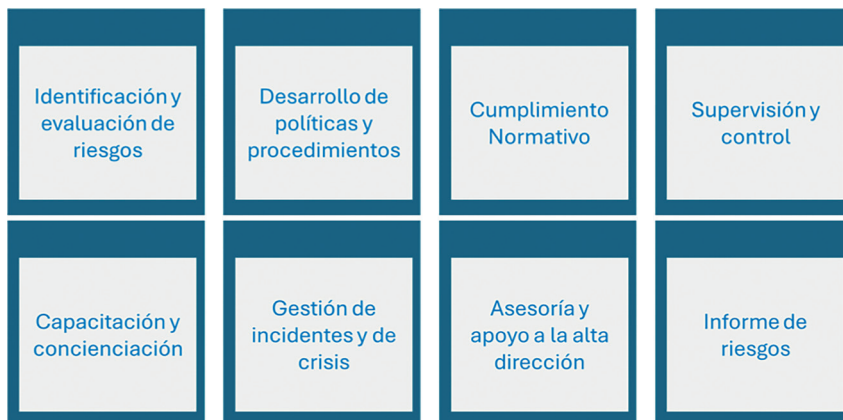 Identificación y
evaluación de
riesgos
Desarrollo de
políticas y
procedimientos
Cumplimiento
Normativo
Supervisión y
control
Capacitación y
concienciación
Gestión de
incidentes y de
crisis
Asesoría y
apoyo a la alta
dirección
Informe de
riesgos